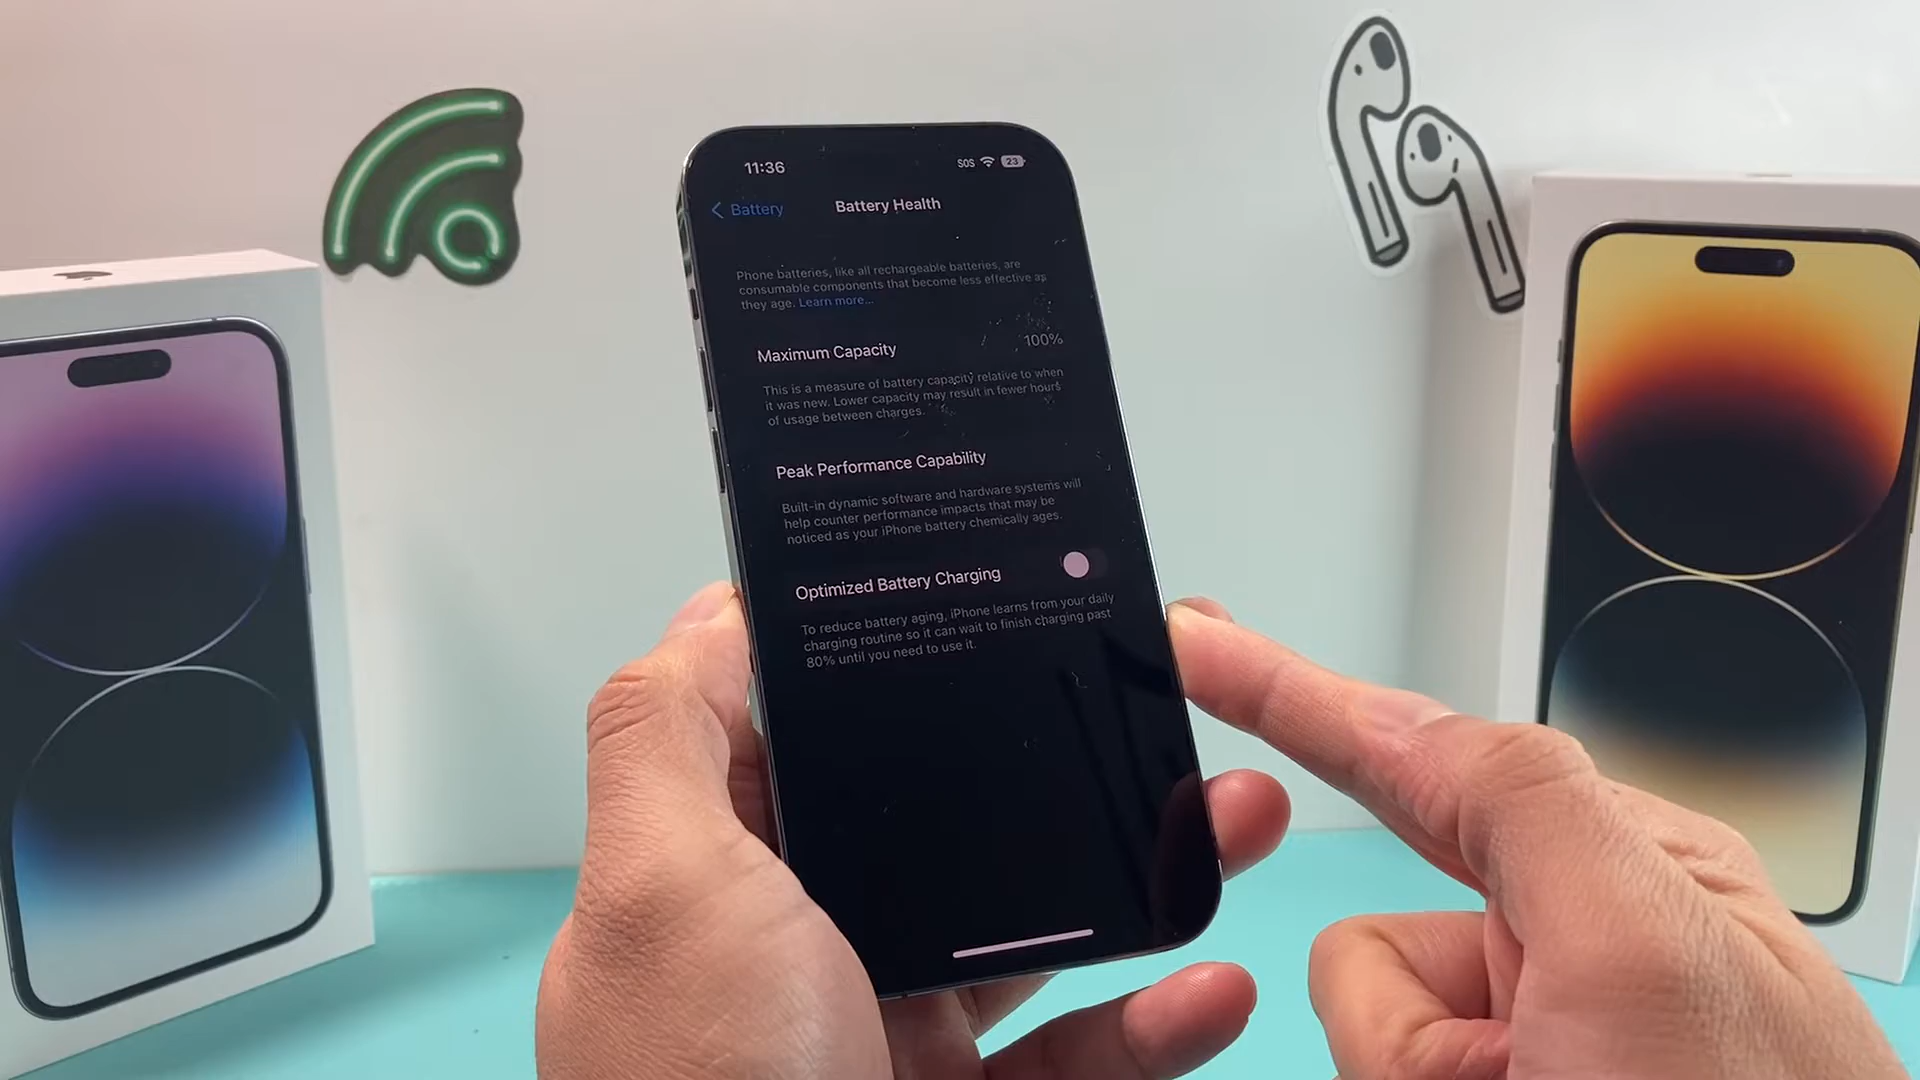 11:36
SOS
23
Battery
Battery Health
Phone batteries, like all rechargeable batteries, are
consumable components that become less effective as
they age. Learn more...
Maximum Capacity
100%
This is a measure of battery capacity relative to when
it was new. Lower capacity may result in fewer hours
of usage between charges.
Peak Performance Capability
Built-in dynamic software and hardware systems will
help counter performance impacts that may be
noticed as your iPhone battery chemically ages.
Optimized Battery Charging
To reduce battery aging, iPhone learns from your daily
charging routine so it can wait to finish charging past
80% until you need to use it.